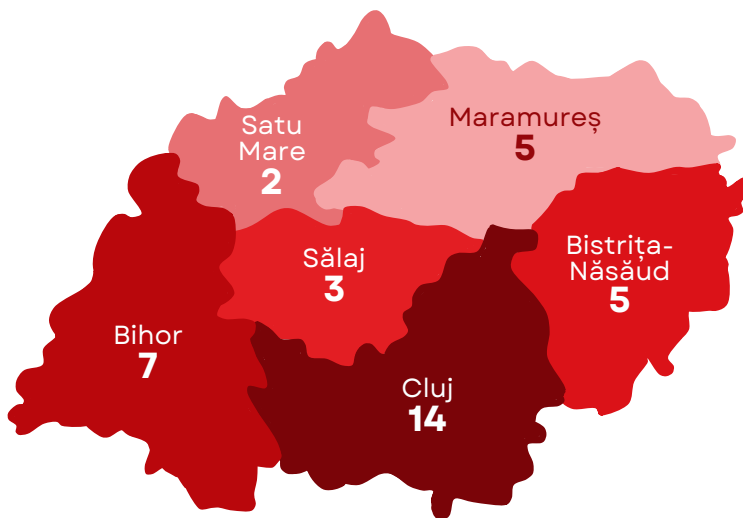 Satu
Mare
2
Maramureș
5
Sălaj
3
Bistrița-
Năsăud
5
Bihor
7
Cluj
14